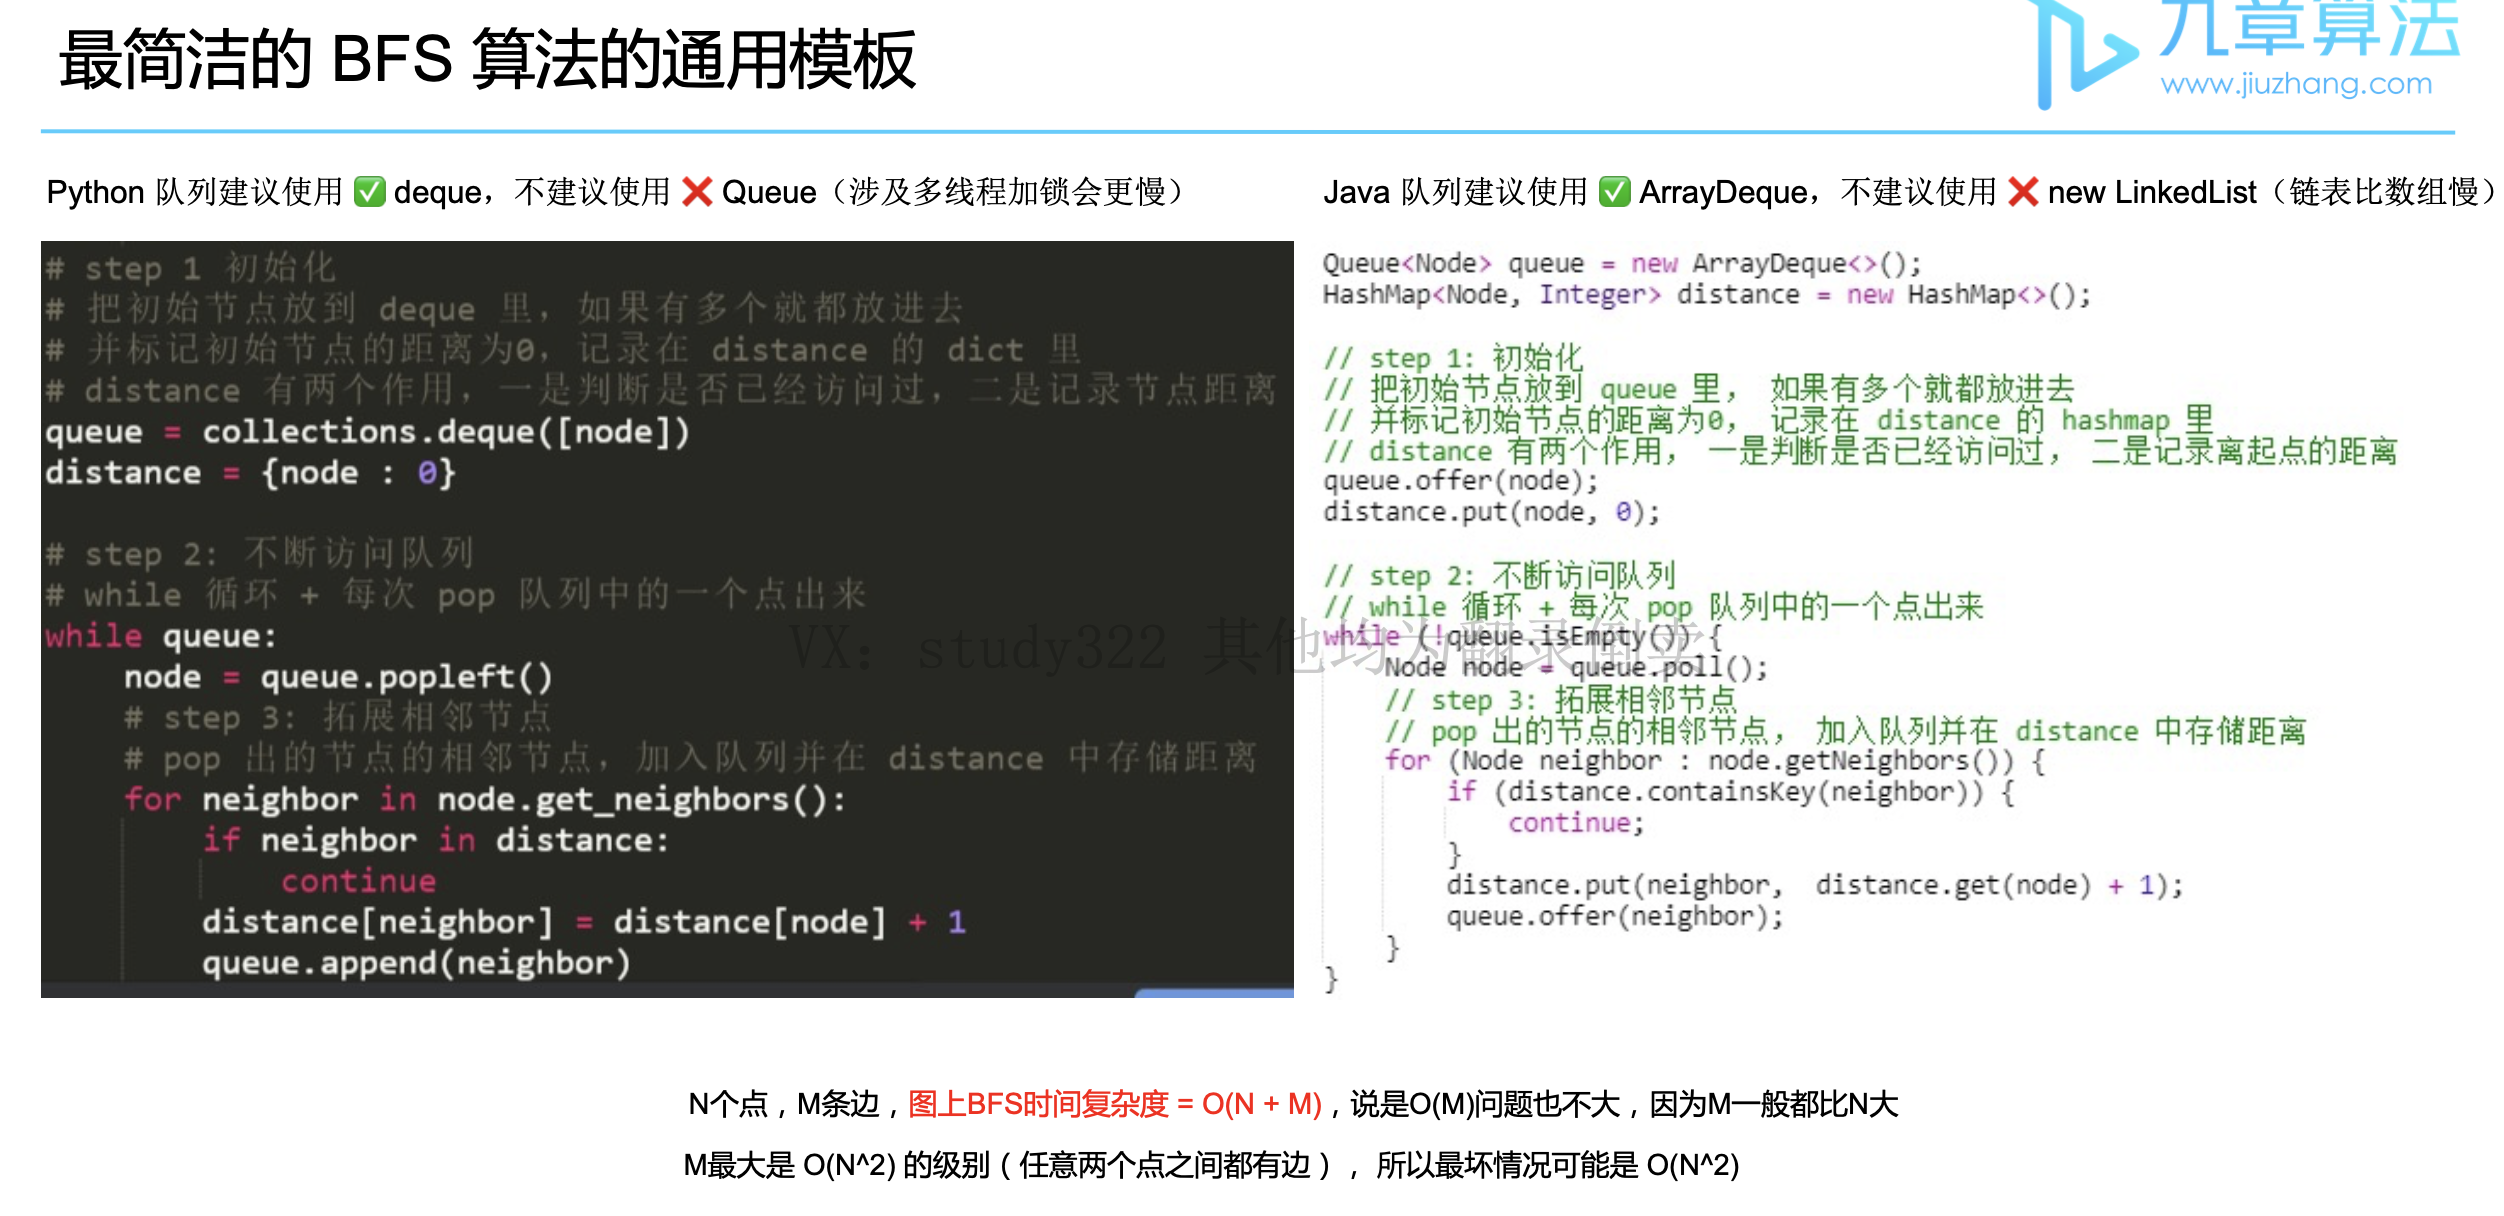 最简洁的 BFS 算法的通用模板
九章算法
www.jiuzhang.com
Python 队列建议使用 ✅ deque，不建议使用 ❌ Queue（涉及多线程加锁会更慢）
# step 1 初始化
# 把初始节点放到 deque 里，如果有多个就都放进去
# 并标记初始节点的距离为0，记录在 distance 的 dict 里
# distance 有两个作用，一是判断是否已经访问过，二是记录节点距离
queue = collections.deque([node])
distance = {node : 0}
# step 2: 不断访问队列
# while 循环 + 每次 pop 队列中的一个点出来
while queue:
    node = queue.popleft()
    # step 3: 拓展相邻节点
    # pop 出的节点的相邻节点，加入队列并在 distance 中存储距离
    for neighbor in node.get_neighbors():
        if neighbor in distance:
            continue
        distance[neighbor] = distance[node] + 1
        queue.append(neighbor)
Java 队列建议使用 ✅ ArrayDeque，不建议使用 ❌ new LinkedList（链表比数组慢）
Queue<Node> queue = new ArrayDeque<>();
HashMap<Node, Integer> distance = new HashMap<>();
// step 1: 初始化
// 把初始节点放到 queue 里， 如果有多个就都放进去
// 并标记初始节点的距离为0， 记录在 distance 的 hashmap 里
// distance 有两个作用， 一是判断是否已经访问过， 二是记录离起点的距离
queue.offer(node);
distance.put(node, 0);
// step 2: 不断访问队列
// while 循环 + 每次 pop 队列中的一个点出来
while (!queue.isEmpty()) {
    Node node = queue.poll();
    // step 3: 拓展相邻节点
    // pop 出的节点的相邻节点， 加入队列并在 distance 中存储距离
    for (Node neighbor : node.getNeighbors()) {
        if (distance.containsKey(neighbor)) {
            continue;
        }
        distance.put(neighbor, distance.get(node) + 1);
        queue.offer(neighbor);
    }
}
VX：study322 其他均为翻录倒卖
N个点，M条边，图上BFS时间复杂度 = O(N + M)，说是O(M)问题也不大，因为M一般都比N大
M最大是 O(N^2) 的级别（任意两个点之间都有边），所以最坏情况可能是 O(N^2)